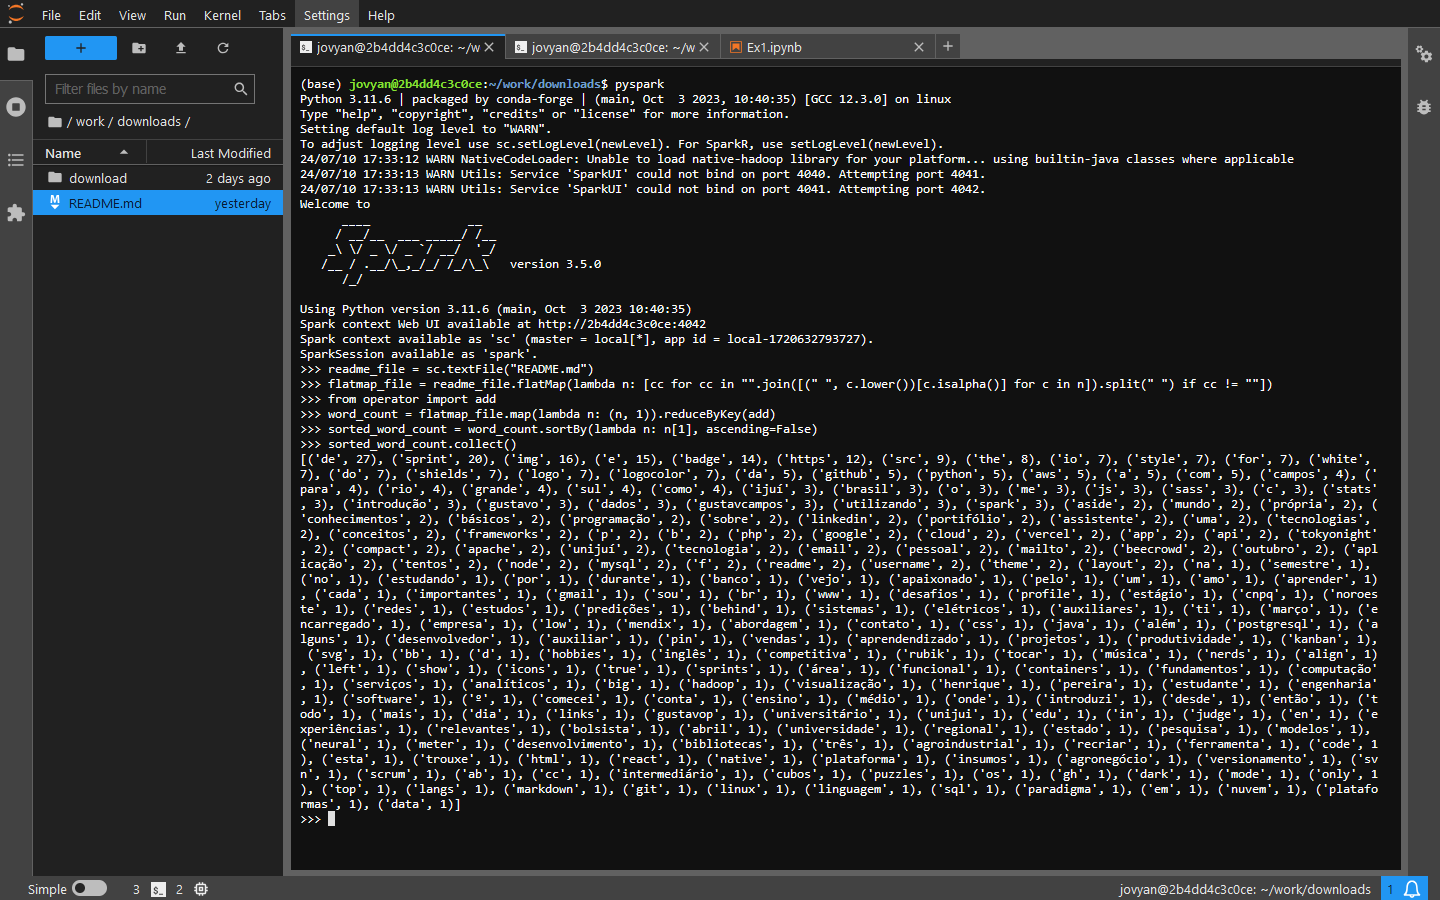 File Edit View Run Kernel Tabs Settings Help
jovyan@2b4dd4c3c0ce: ~/w
jovyan@2b4dd4c3c0ce: ~/w
Ex1.ipynb
Filter files by name
/ work / downloads /
Name Last Modified
download 2 days ago
README.md yesterday
(base) jovyan@2b4dd4c3c0ce:~/work/downloads$ pyspark
Python 3.11.6 | packaged by conda-forge | (main, Oct  3 2023, 10:40:35) [GCC 12.3.0] on linux
Type "help", "copyright", "credits" or "license" for more information.
Setting default log level to "WARN".
To adjust logging level use sc.setLogLevel(newLevel). For SparkR, use setLogLevel(newLevel).
24/07/10 17:33:12 WARN NativeCodeLoader: Unable to load native-hadoop library for your platform... using builtin-java classes where applicable
24/07/10 17:33:13 WARN Utils: Service 'SparkUI' could not bind on port 4040. Attempting port 4041.
24/07/10 17:33:13 WARN Utils: Service 'SparkUI' could not bind on port 4041. Attempting port 4042.
Welcome to
      ____              __
     / __/__  ___ _____/ /__
    _\ \/ _ \/ _ `/ __/  '_/
   /__ / .__/\_,_/_/ /_/\_\   version 3.5.0
      /_/
Using Python version 3.11.6 (main, Oct  3 2023 10:40:35)
Spark context Web UI available at http://2b4dd4c3c0ce:4042
Spark context available as 'sc' (master = local[*], app id = local-1720632793727).
SparkSession available as 'spark'.
>>> readme_file = sc.textFile("README.md")
>>> flatmap_file = readme_file.flatMap(lambda n: [cc for cc in "".join([(" ", c.lower())[c.isalpha()] for c in n]).split(" ") if cc != ""])
>>> from operator import add
>>> word_count = flatmap_file.map(lambda n: (n, 1)).reduceByKey(add)
>>> sorted_word_count = word_count.sortBy(lambda n: n[1], ascending=False)
>>> sorted_word_count.collect()
[('de', 27), ('sprint', 20), ('img', 16), ('e', 15), ('badge', 14), ('https', 12), ('src', 9), ('the', 8), ('io', 7), ('style', 7), ('for', 7), ('white',
7), ('do', 7), ('shields', 7), ('logo', 7), ('logocolor', 7), ('da', 5), ('github', 5), ('python', 5), ('aws', 5), ('a', 5), ('com', 5), ('campos', 4), ('
para', 4), ('rio', 4), ('grande', 4), ('sul', 4), ('como', 4), ('ijuí', 3), ('brasil', 3), ('o', 3), ('me', 3), ('js', 3), ('sass', 3), ('c', 3), ('stats'
, 3), ('introdução', 3), ('gustavo', 3), ('dados', 3), ('gustavcampos', 3), ('utilizando', 3), ('spark', 3), ('aside', 2), ('mundo', 2), ('própria', 2), (
'conhecimentos', 2), ('básicos', 2), ('programação', 2), ('sobre', 2), ('linkedin', 2), ('portifólio', 2), ('assistente', 2), ('uma', 2), ('tecnologias',
2), ('conceitos', 2), ('frameworks', 2), ('p', 2), ('b', 2), ('php', 2), ('google', 2), ('cloud', 2), ('vercel', 2), ('app', 2), ('api', 2), ('tokyonight'
, 2), ('compact', 2), ('apache', 2), ('unijuí', 2), ('tecnologia', 2), ('email', 2), ('pessoal', 2), ('mailto', 2), ('beecrowd', 2), ('outubro', 2), ('apl
icação', 2), ('tentos', 2), ('node', 2), ('mysql', 2), ('f', 2), ('readme', 2), ('username', 2), ('theme', 2), ('layout', 2), ('na', 1), ('semestre', 1),
('no', 1), ('estudando', 1), ('por', 1), ('durante', 1), ('banco', 1), ('vejo', 1), ('apaixonado', 1), ('pelo', 1), ('um', 1), ('amo', 1), ('aprender', 1)
, ('cada', 1), ('importantes', 1), ('gmail', 1), ('sou', 1), ('br', 1), ('www', 1), ('desafios', 1), ('profile', 1), ('estágio', 1), ('cnpq', 1), ('noroes
te', 1), ('redes', 1), ('estudos', 1), ('predições', 1), ('behind', 1), ('sistemas', 1), ('elétricos', 1), ('auxiliares', 1), ('ti', 1), ('março', 1), ('e
ncarregado', 1), ('empresa', 1), ('low', 1), ('mendix', 1), ('abordagem', 1), ('contato', 1), ('css', 1), ('java', 1), ('além', 1), ('postgresql', 1), ('a
lguns', 1), ('desenvolvedor', 1), ('auxiliar', 1), ('pin', 1), ('vendas', 1), ('aprendendizado', 1), ('projetos', 1), ('produtividade', 1), ('kanban', 1),
('svg', 1), ('bb', 1), ('d', 1), ('hobbies', 1), ('inglês', 1), ('competitiva', 1), ('rubik', 1), ('tocar', 1), ('música', 1), ('nerds', 1), ('align', 1)
, ('left', 1), ('show', 1), ('icons', 1), ('true', 1), ('sprints', 1), ('área', 1), ('funcional', 1), ('containers', 1), ('fundamentos', 1), ('computação'
, 1), ('serviços', 1), ('analíticos', 1), ('big', 1), ('hadoop', 1), ('visualização', 1), ('henrique', 1), ('pereira', 1), ('estudante', 1), ('engenharia'
, 1), ('software', 1), ('º', 1), ('comecei', 1), ('conta', 1), ('ensino', 1), ('médio', 1), ('onde', 1), ('introduzi', 1), ('desde', 1), ('então', 1), ('t
odo', 1), ('mais', 1), ('dia', 1), ('links', 1), ('gustavop', 1), ('universitário', 1), ('unijui', 1), ('edu', 1), ('in', 1), ('judge', 1), ('en', 1), ('e
xperiências', 1), ('relevantes', 1), ('bolsista', 1), ('abril', 1), ('universidade', 1), ('regional', 1), ('estado', 1), ('pesquisa', 1), ('modelos', 1),
('neural', 1), ('meter', 1), ('desenvolvimento', 1), ('bibliotecas', 1), ('três', 1), ('agroindustrial', 1), ('recriar', 1), ('ferramenta', 1), ('code', 1
), ('esta', 1), ('trouxe', 1), ('html', 1), ('react', 1), ('native', 1), ('plataforma', 1), ('insumos', 1), ('agronegócio', 1), ('versionamento', 1), ('sv
n', 1), ('scrum', 1), ('ab', 1), ('cc', 1), ('intermediário', 1), ('cubos', 1), ('puzzles', 1), ('os', 1), ('gh', 1), ('dark', 1), ('mode', 1), ('only', 1
), ('top', 1), ('langs', 1), ('markdown', 1), ('git', 1), ('linux', 1), ('linguagem', 1), ('sql', 1), ('paradigma', 1), ('em', 1), ('nuvem', 1), ('platafo
rmas', 1), ('data', 1)]
>>>
Simple 3 2 jovyan@2b4dd4c3c0ce: ~/work/downloads 1